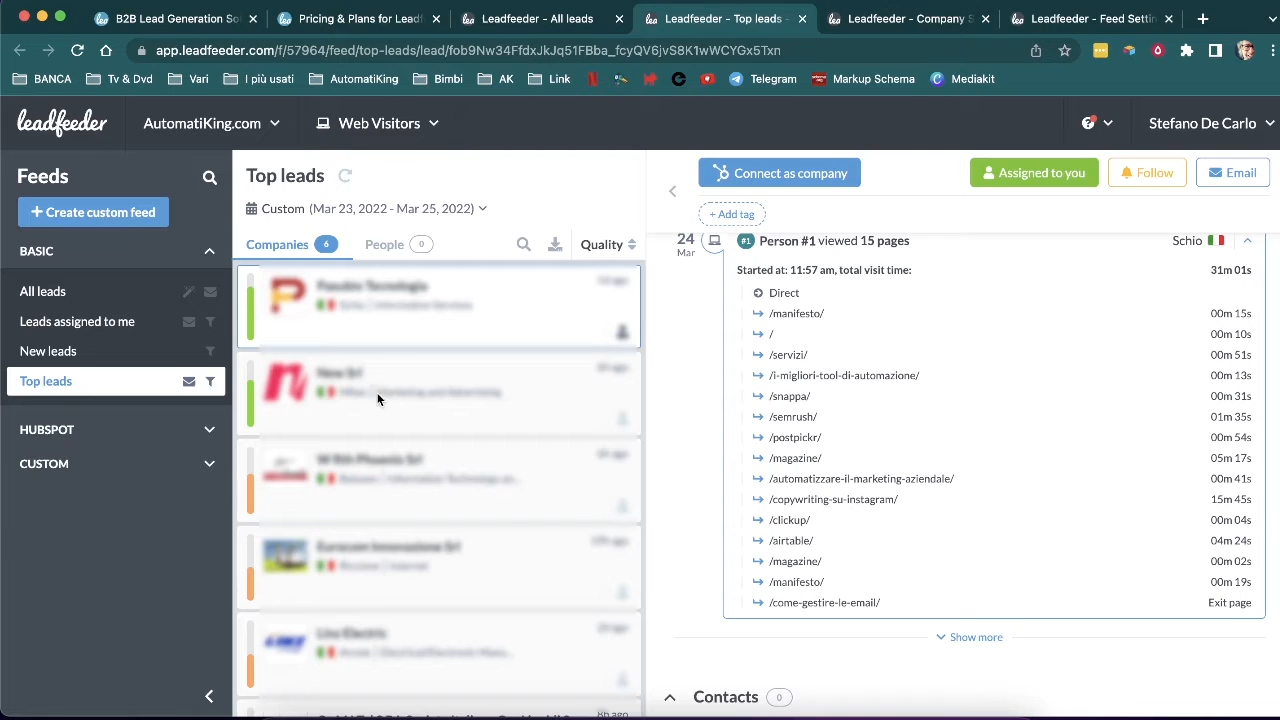 B2B Lead Generation So
Pricing & Plans for Leadf
Leadfeeder - All leads
Leadfeeder - Top leads -
Leadfeeder - Company S
Leadfeeder - Feed Settin
app.leadfeeder.com/f/57964/feed/top-leads/lead/fob9Nw34FfdxJkJq51FBba_fcyQV6jvS8K1wWCYGx5Txn
BANCA
Tv & Dvd
Vari
I più usati
AutomatiKing
Bimbi
AK
Link
Telegram
Markup Schema
Mediakit
leadfeeder
AutomatiKing.com
Web Visitors
Stefano De Carlo
Feeds
+ Create custom feed
BASIC
All leads
Leads assigned to me
New leads
Top leads
HUBSPOT
CUSTOM
Top leads
Custom (Mar 23, 2022 - Mar 25, 2022)
Companies 6
People 0
Quality
Connect as company
Assigned to you
Follow
Email
+ Add tag
24 Mar
#1 Person #1 viewed 15 pages
Schio
Started at: 11:57 am, total visit time: 31m 01s
Direct
/manifesto/ 00m 15s
/ 00m 10s
/servizi/ 00m 51s
/i-migliori-tool-di-automazione/ 00m 13s
/snappa/ 00m 31s
/semrush/ 01m 35s
/postpickr/ 00m 54s
/magazine/ 05m 17s
/automatizzare-il-marketing-aziendale/ 00m 41s
/copywriting-su-instagram/ 15m 45s
/clickup/ 00m 04s
/airtable/ 04m 24s
/magazine/ 00m 02s
/manifesto/ 00m 19s
/come-gestire-le-email/ Exit page
Show more
Contacts 0